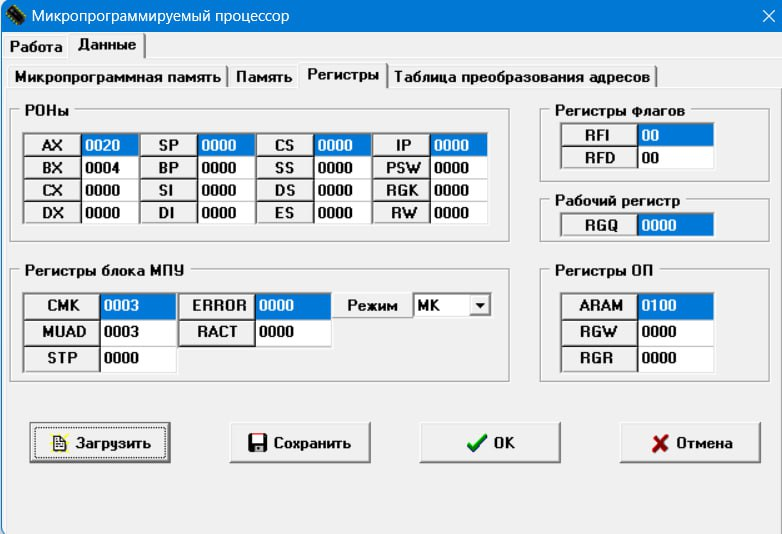 Микропрограммируемый процессор
Работа Данные
Микропрограммная память Память Регистры Таблица преобразования адресов
РОНы
AX 0020 SP 0000 CS 0000 IP 0000
BX 0004 BP 0000 SS 0000 PSW 0000
CX 0000 SI 0000 DS 0000 RGK 0000
DX 0000 DI 0000 ES 0000 RW 0000
Регистры флагов
RFI 00
RFD 00
Рабочий регистр
RGQ 0000
Регистры блока МПУ
СМК 0003 ERROR 0000 Режим МК
MUAD 0003 RACT 0000
STP 0000
Регистры ОП
ARAM 0100
RGW 0000
RGR 0000
Загрузить Сохранить OK Отмена